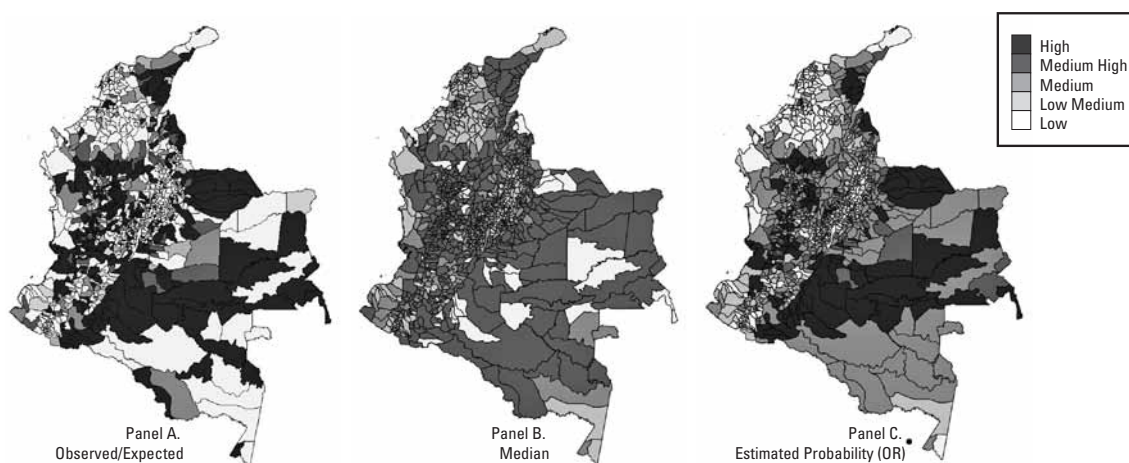 High
Medium High
Medium
Low Medium
Low
Panel A.
Observed/Expected
Panel B.
Median
Panel C.
Estimated Probability (OR)